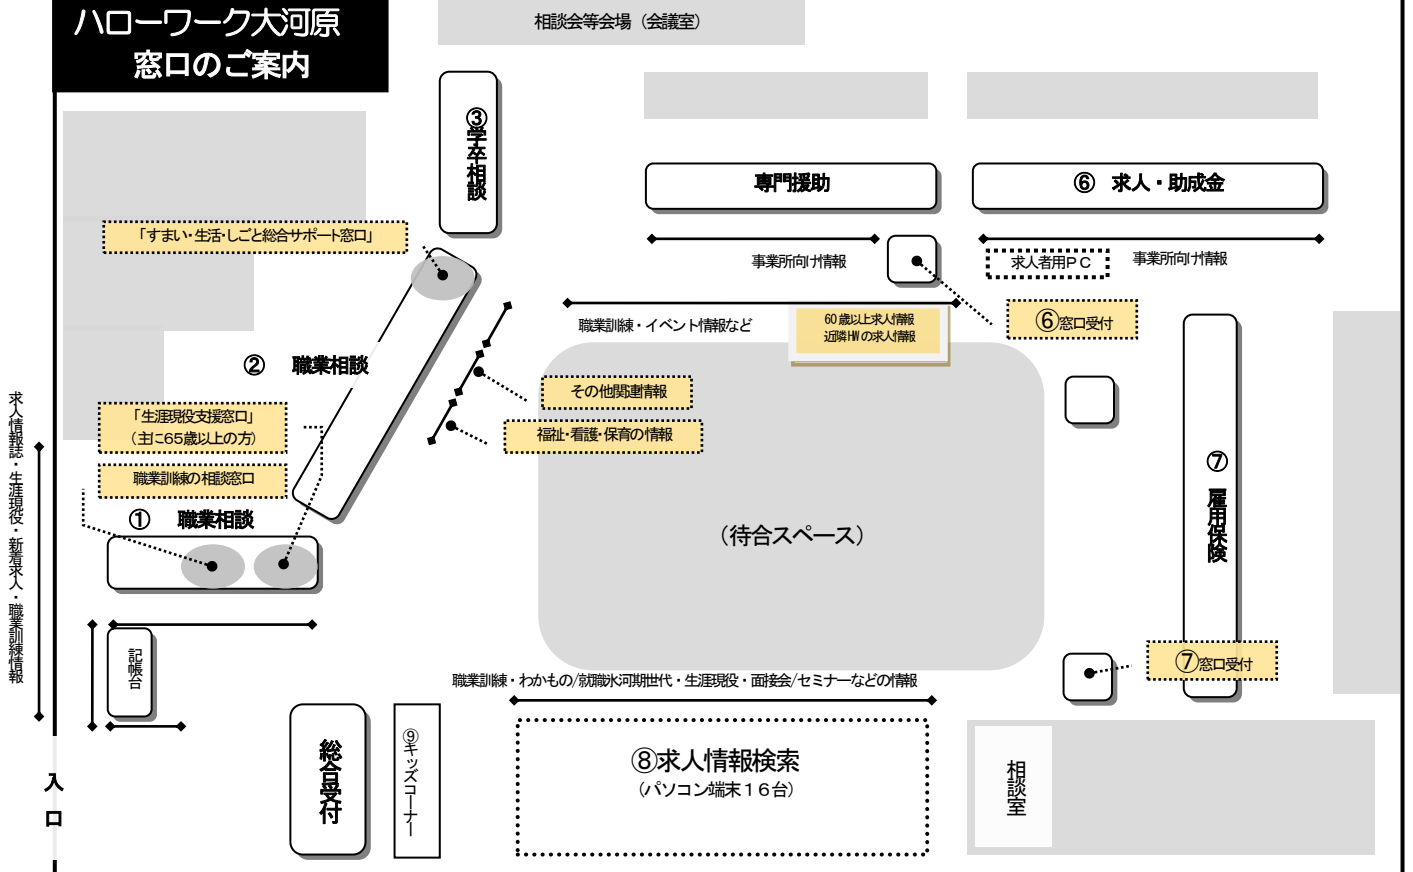 ハローワーク大河原
窓口のご案内
相談会等会場（会議室）
③学卒相談
専門援助
⑥　求人・助成金
「すまい・生活・しごと総合サポート窓口」
事業所向け情報
求人者用ＰＣ
事業所向け情報
⑥窓口受付
職業訓練・イベント情報など
60歳以上求人情報
近隣HWの求人情報
②　職業相談
その他関連情報
福祉・看護・保育の情報
「生涯現役支援窓口」
（主に65歳以上の方）
職業訓練の相談窓口
①　職業相談
求人情報誌・生涯現役・新着求人・職業訓練情報
（待合スペース）
⑦　雇用保険
⑦窓口受付
記帳台
職業訓練・わかもの/就職氷河期世代・生涯現役・面接会/セミナーなどの情報
総合受付
⑨キッズコーナー
⑧求人情報検索
（パソコン端末１６台）
相談室
入口